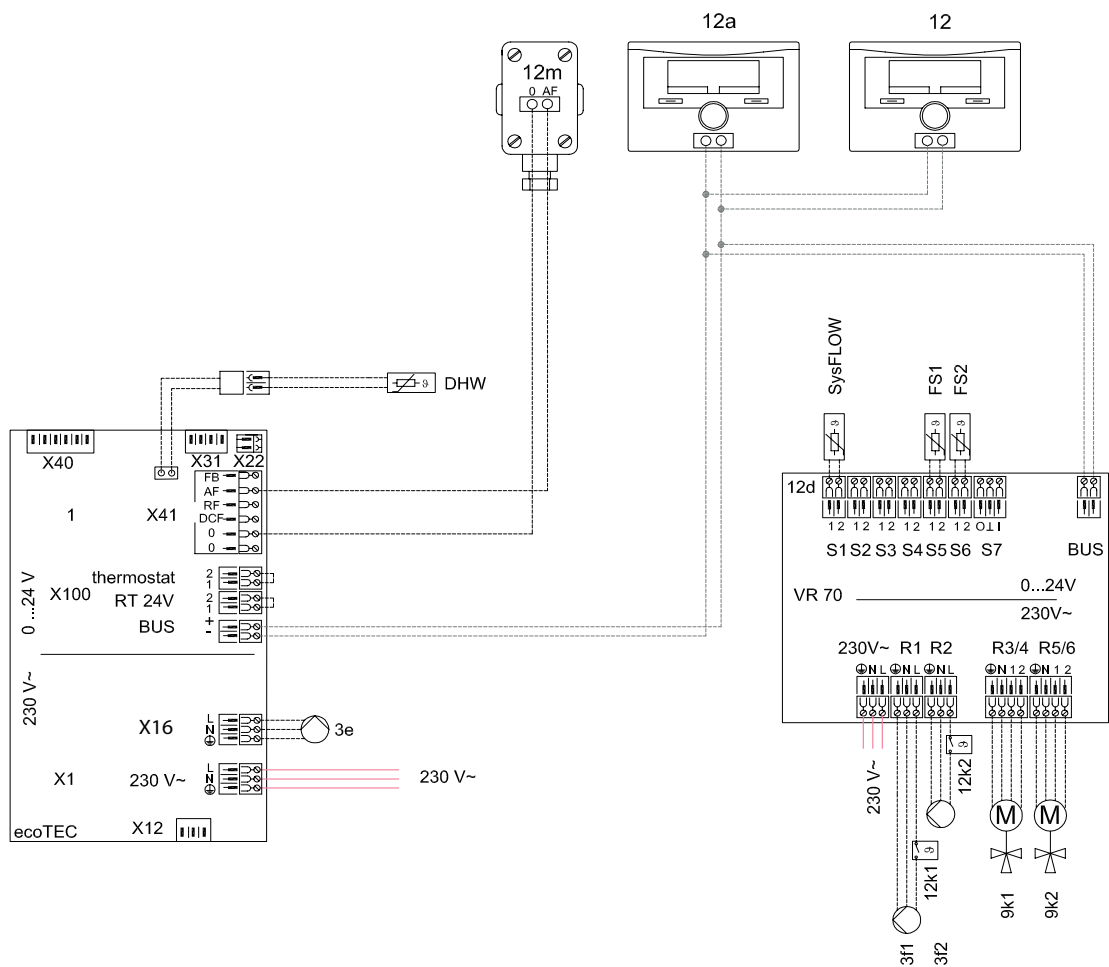 12a
12
12m
0 AF
SysFLOW
FS1
FS2
DHW
X40
X31
X22
1
X41
FB
AF
RF
DCF
0
0
12d
1 2
1 2
1 2
1 2
1 2
1 2
O ⊥ I
S1 S2 S3 S4 S5 S6 S7
BUS
0 ...24 V
X100
thermostat
2
1
RT 24V
2
1
BUS
+
-
VR 70
0...24V
230V~
230V~ R1 R2 R3/4 R5/6
⏚ N L
⏚ N L
⏚ N L
⏚ N 1 2
⏚ N 1 2
230 V~
X16
L
N
⏚
3e
X1
230 V~
L
N
⏚
230 V~
X12
ecoTEC
230 V~
ϑ
12k2
ϑ
12k1
M
M
9k1
9k2
3f1
3f2